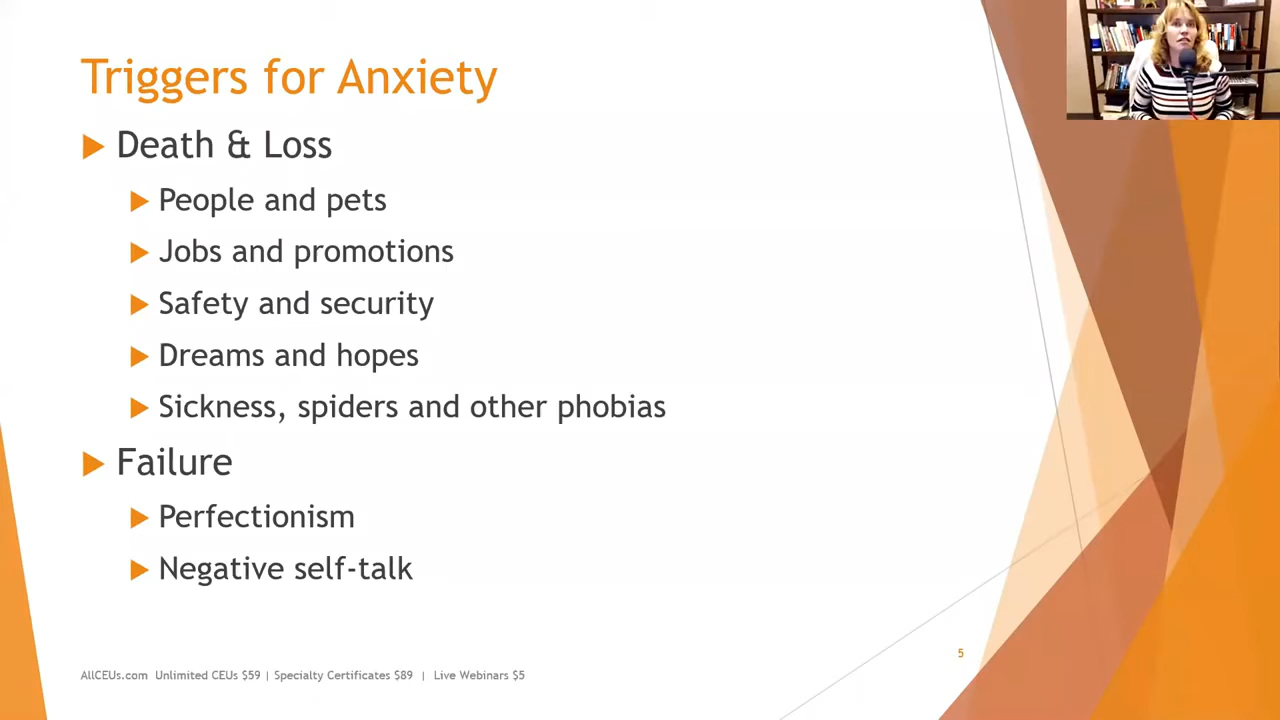 Triggers for Anxiety
Death & Loss
People and pets
Jobs and promotions
Safety and security
Dreams and hopes
Sickness, spiders and other phobias
Failure
Perfectionism
Negative self-talk
5
AllCEUs.com Unlimited CEUs $59 | Specialty Certificates $89 | Live Webinars $5